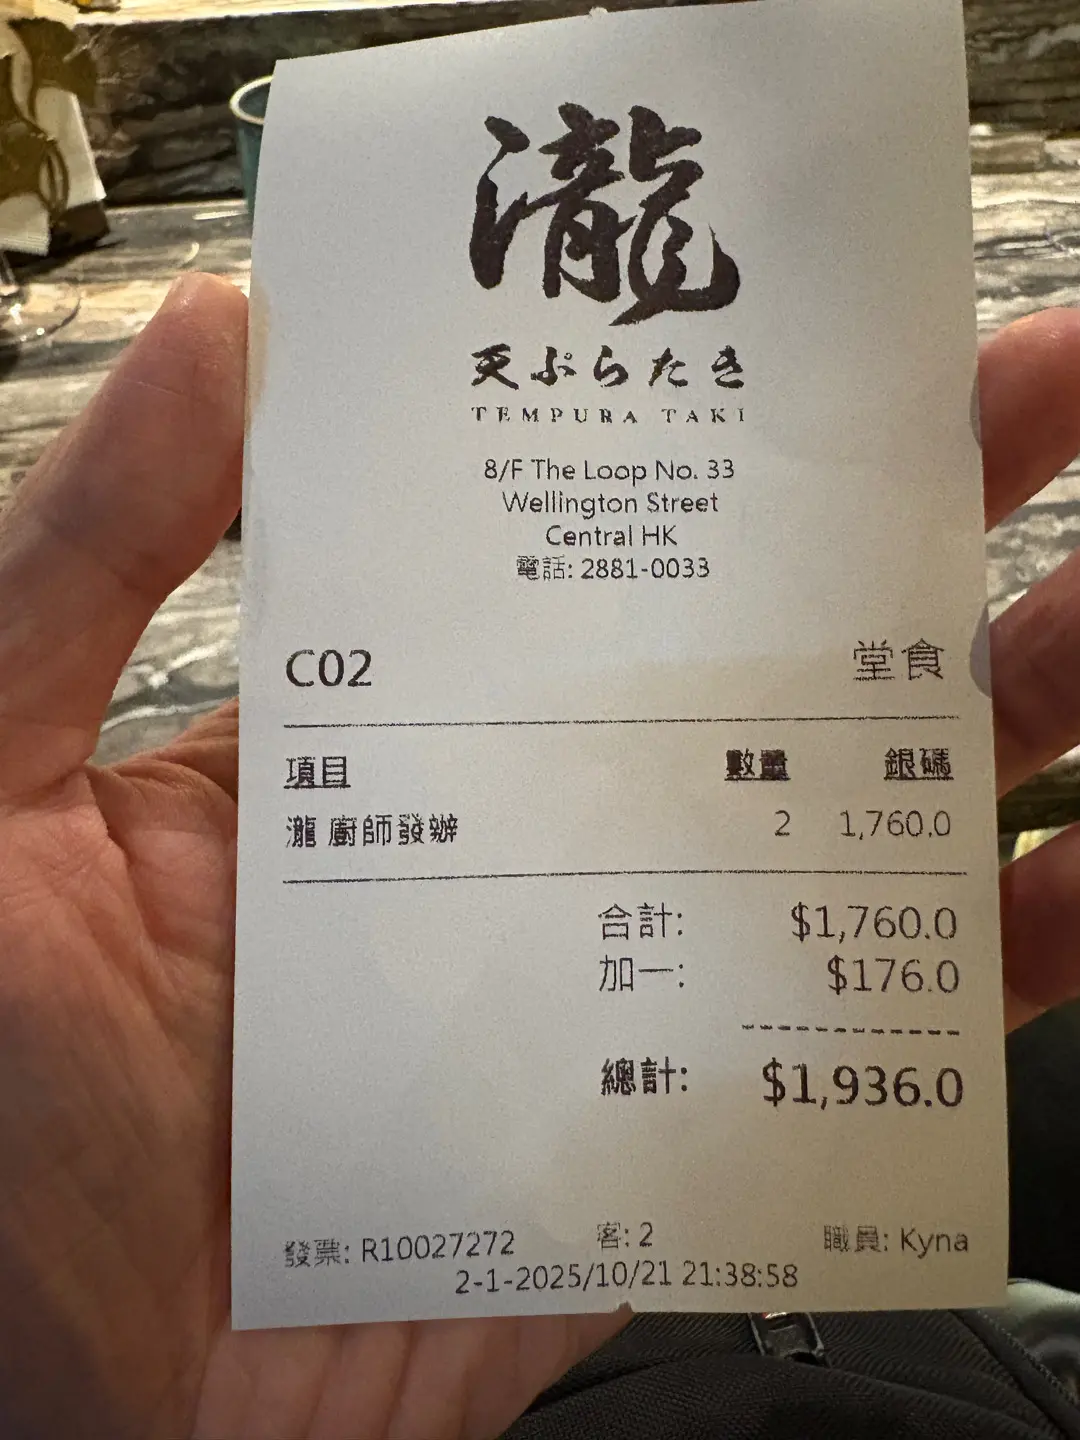 瀧
天ぷらたき
TEMPURA TAKI
8/F The Loop No. 33
Wellington Street
Central HK
電話: 2881-0033
C02 堂食
項目 數量 銀碼
瀧 廚師發辦 2 1,760.0
合計: $1,760.0
加一: $176.0
總計: $1,936.0
發票: R10027272 客: 2 職員: Kyna
2-1-2025/10/21 21:38:58